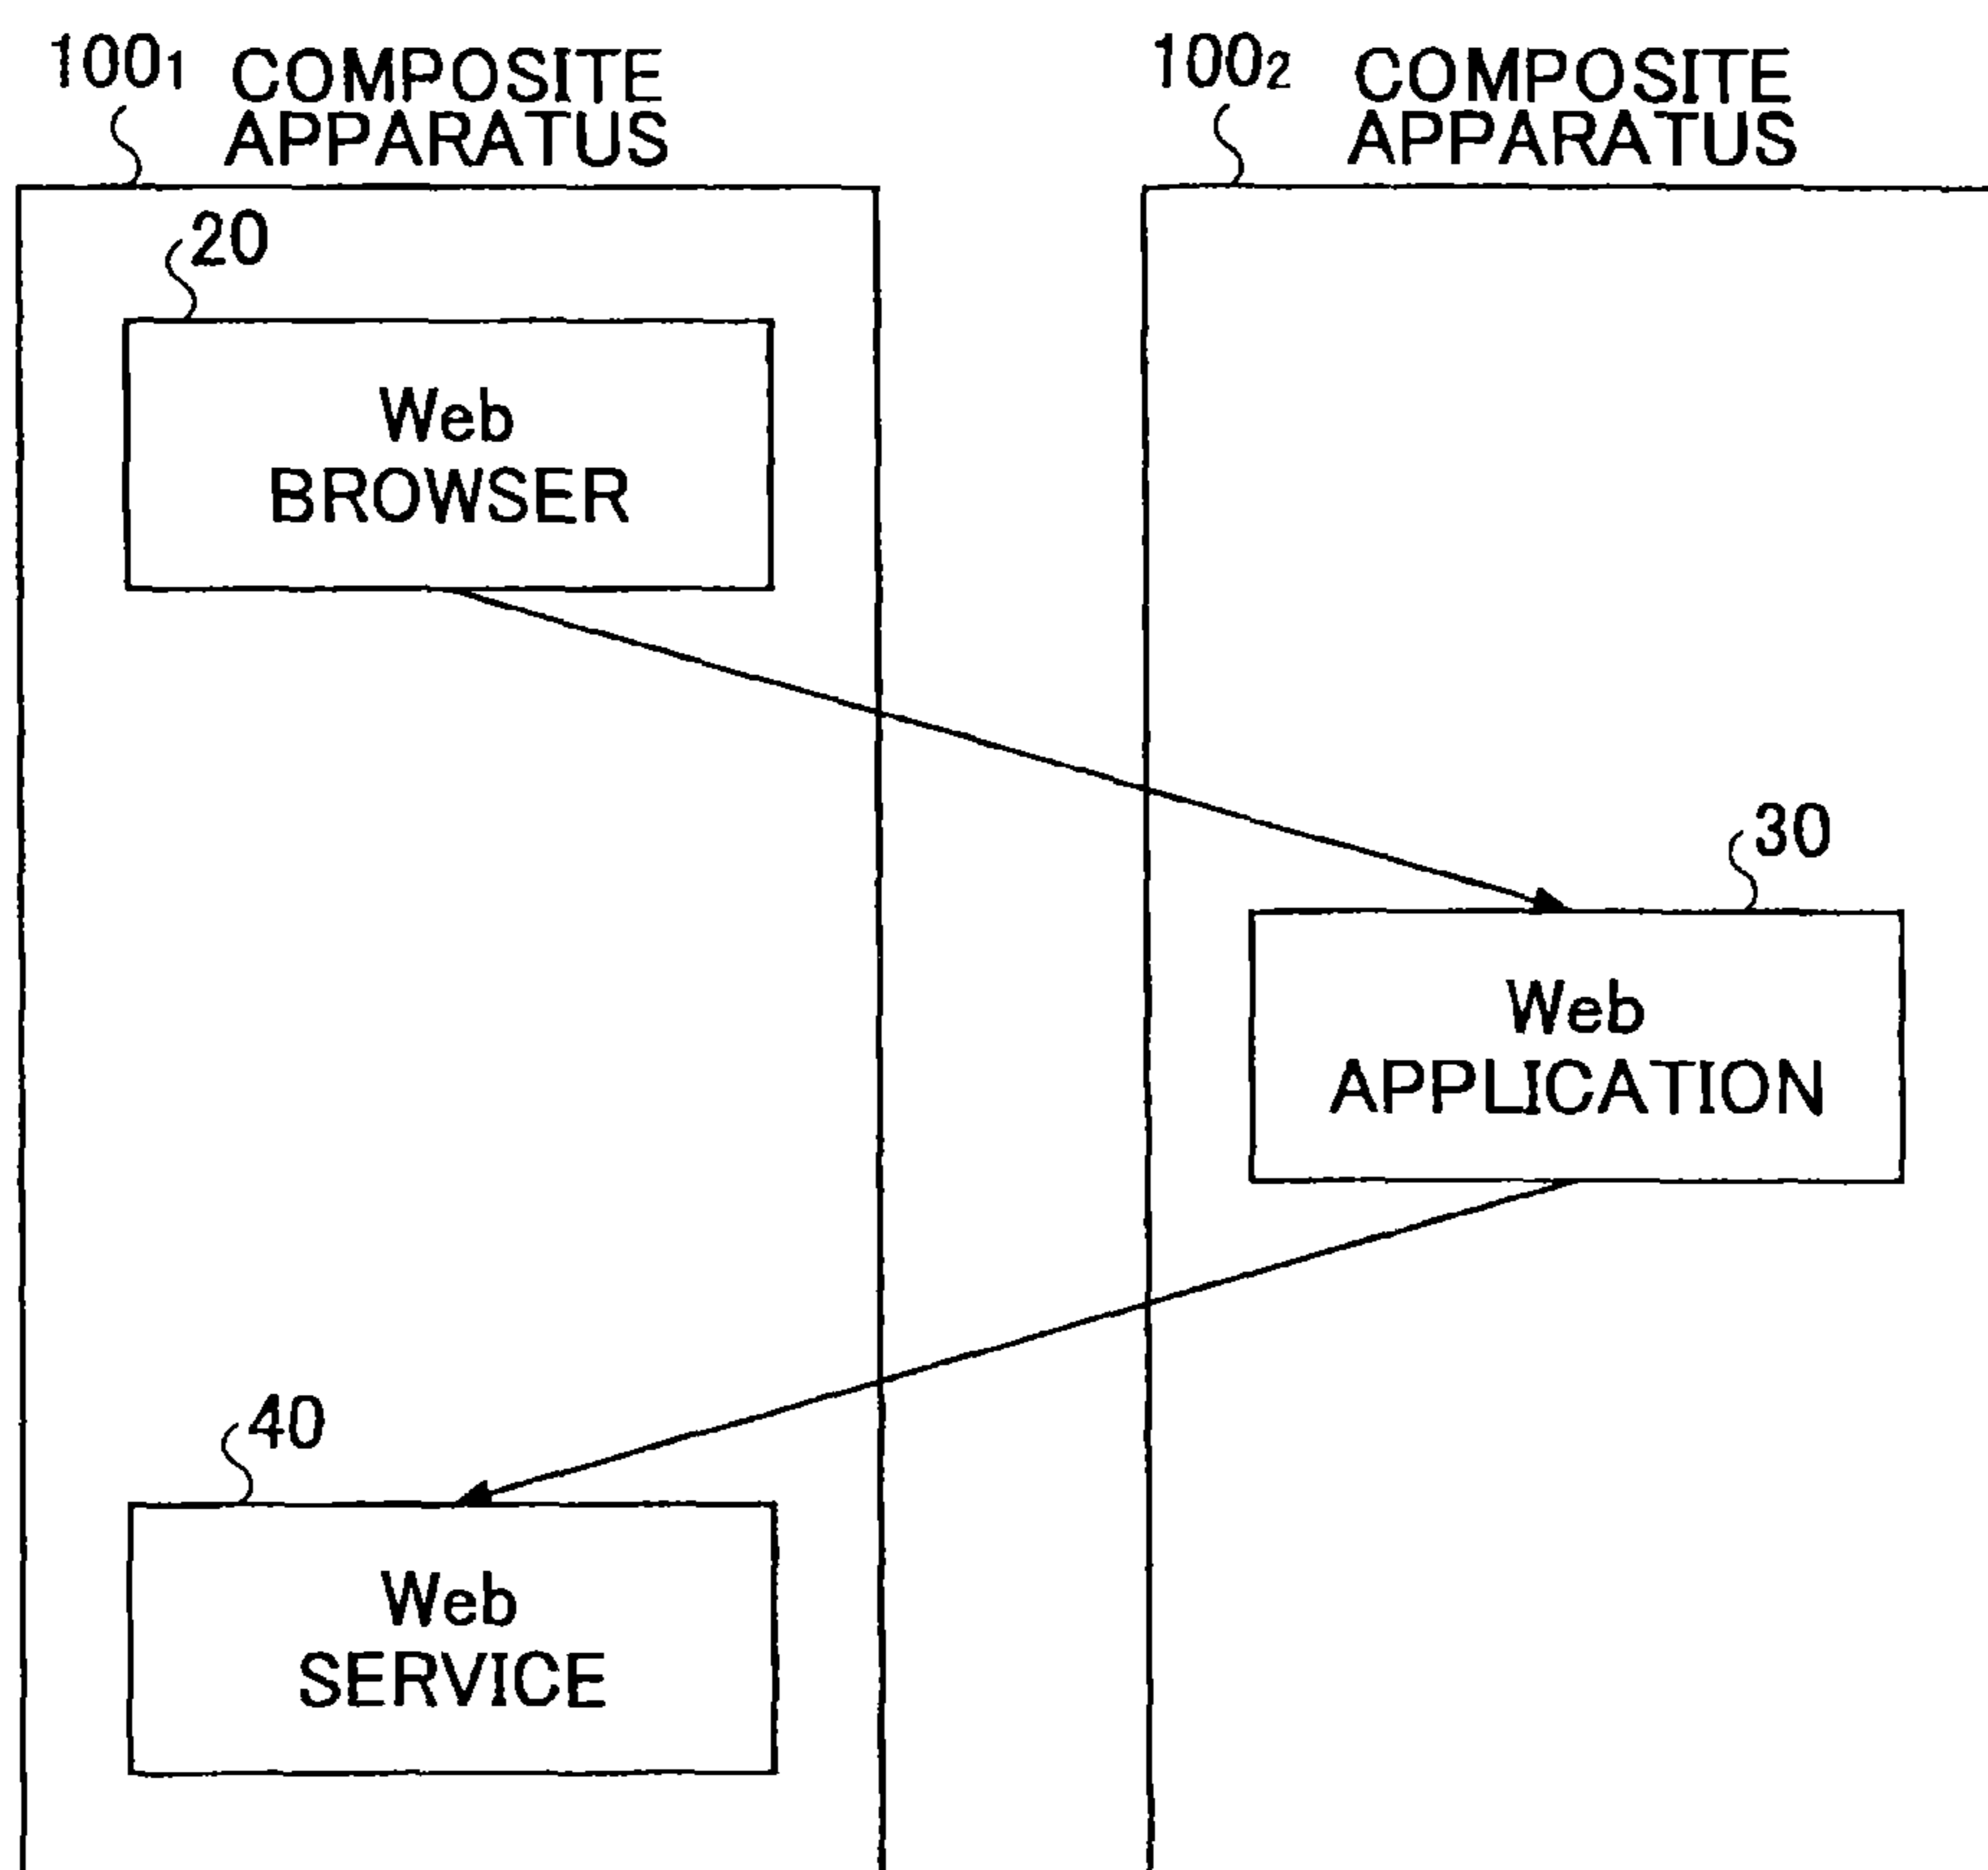 100₁ COMPOSITE
APPARATUS
100₂ COMPOSITE
APPARATUS
20
Web
BROWSER
30
Web
APPLICATION
40
Web
SERVICE